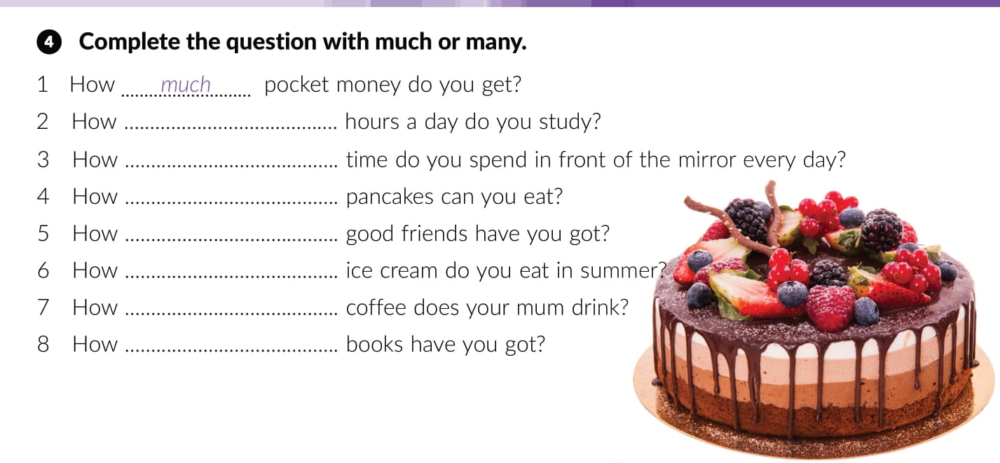 4 Complete the question with much or many.
1 How ....much.... pocket money do you get?
2 How ........................................ hours a day do you study?
3 How ........................................ time do you spend in front of the mirror every day?
4 How ........................................ pancakes can you eat?
5 How ........................................ good friends have you got?
6 How ........................................ ice cream do you eat in summer?
7 How ........................................ coffee does your mum drink?
8 How ........................................ books have you got?